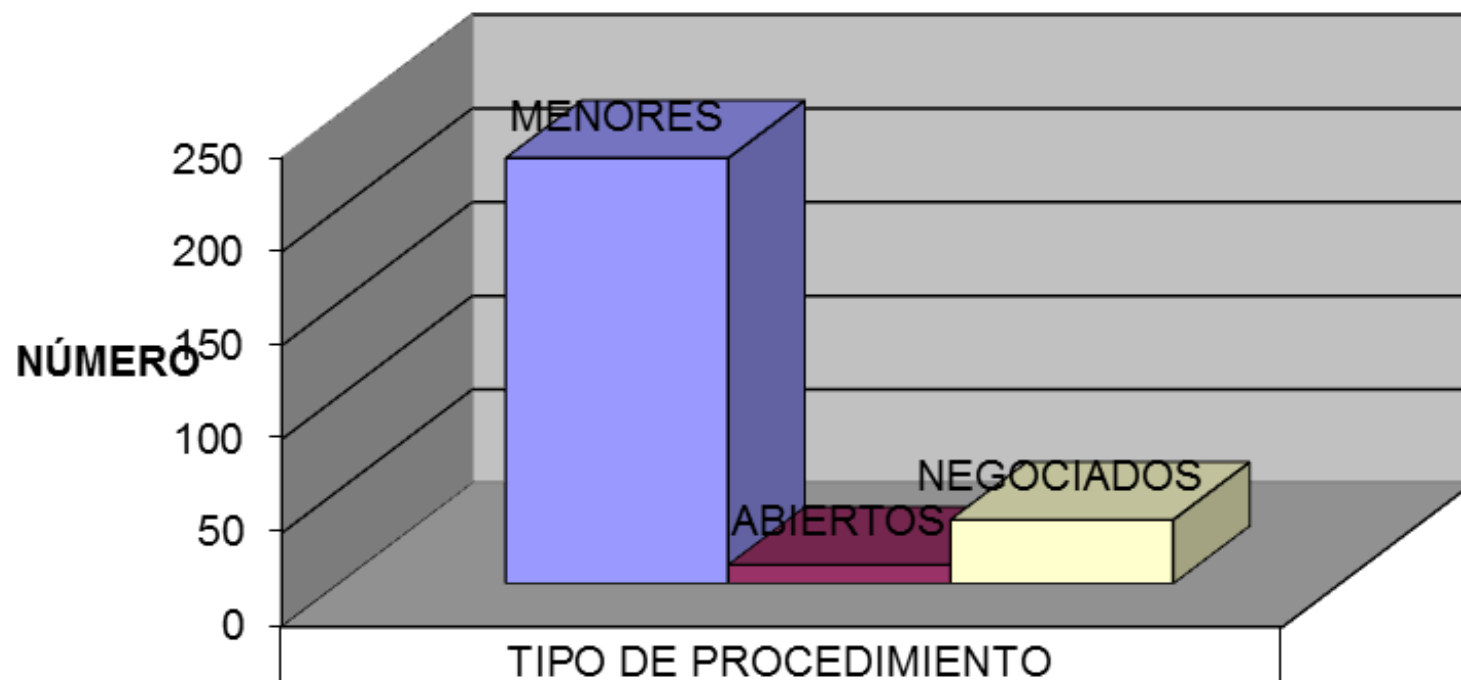 MENORES
250
200
NÚMERO
150
100
50
0
NEGOCIADOS
ABIERTOS
TIPO DE PROCEDIMIENTO